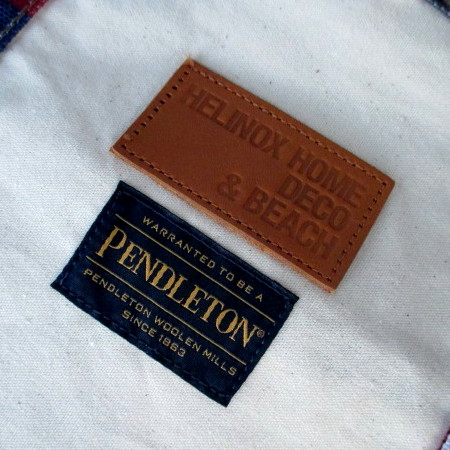 HELINOX HOME
DECO
& BEACH
WARRANTED TO BE A
PENDLETON®
PENDLETON WOOLEN MILLS
SINCE 1863